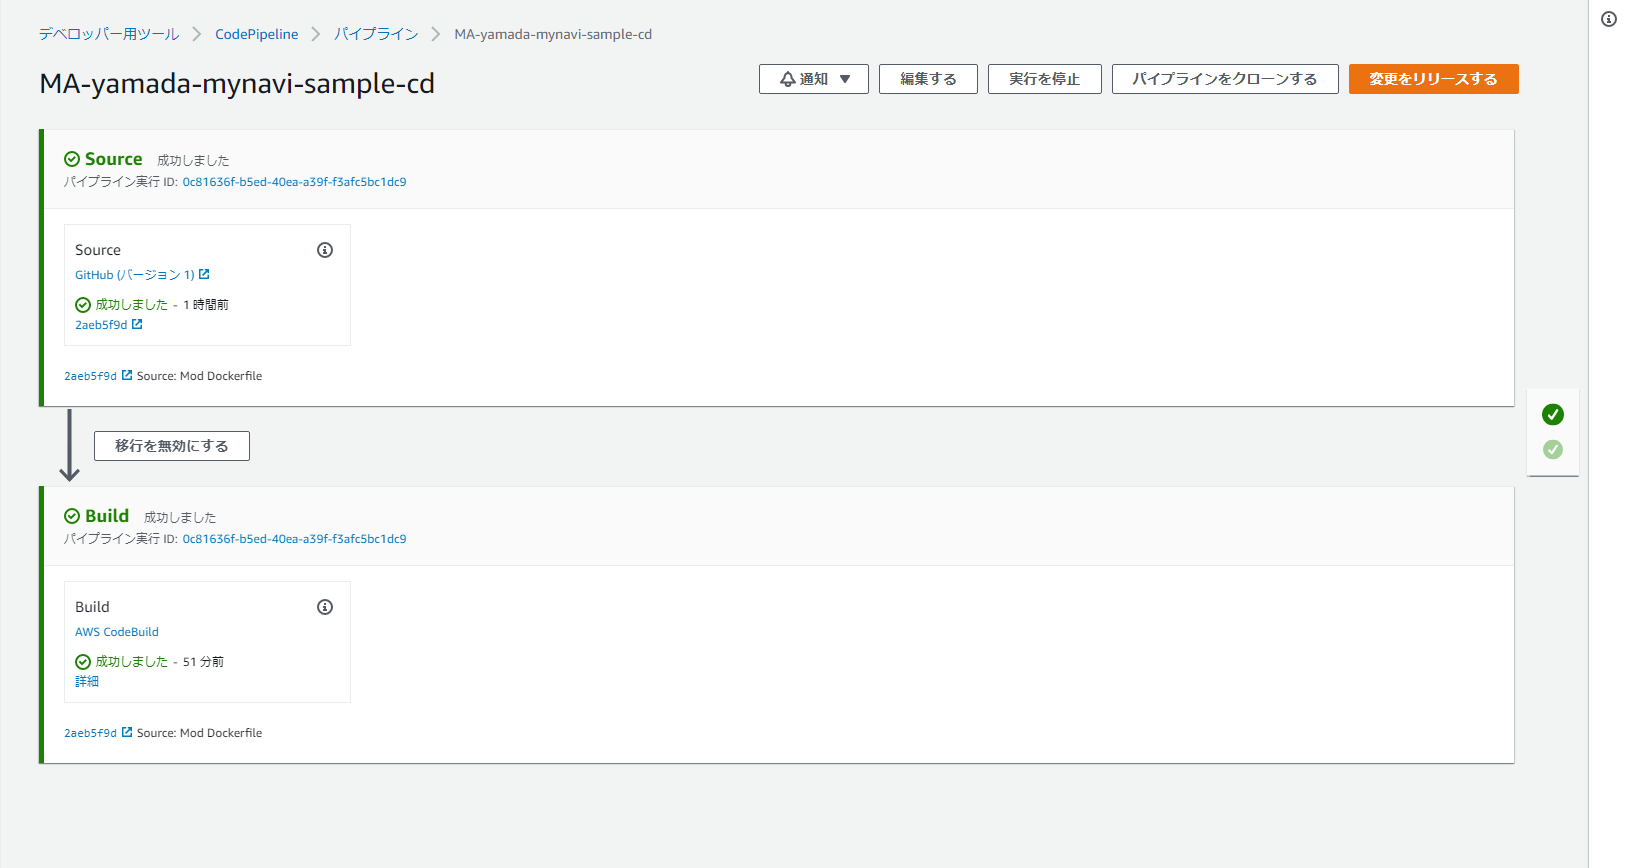 デベロッパー用ツール > CodePipeline > パイプライン > MA-yamada-mynavi-sample-cd
MA-yamada-mynavi-sample-cd
通知 ▼ 編集する 実行を停止 パイプラインをクローンする 変更をリリースする
Source 成功しました
パイプライン実行 ID: 0c81636f-b5ed-40ea-a39f-f3afc5bc1dc9
Source
GitHub (バージョン 1)
成功しました - 1 時間前
2aeb5f9d
2aeb5f9d Source: Mod Dockerfile
移行を無効にする
Build 成功しました
パイプライン実行 ID: 0c81636f-b5ed-40ea-a39f-f3afc5bc1dc9
Build
AWS CodeBuild
成功しました - 51 分前
詳細
2aeb5f9d Source: Mod Dockerfile